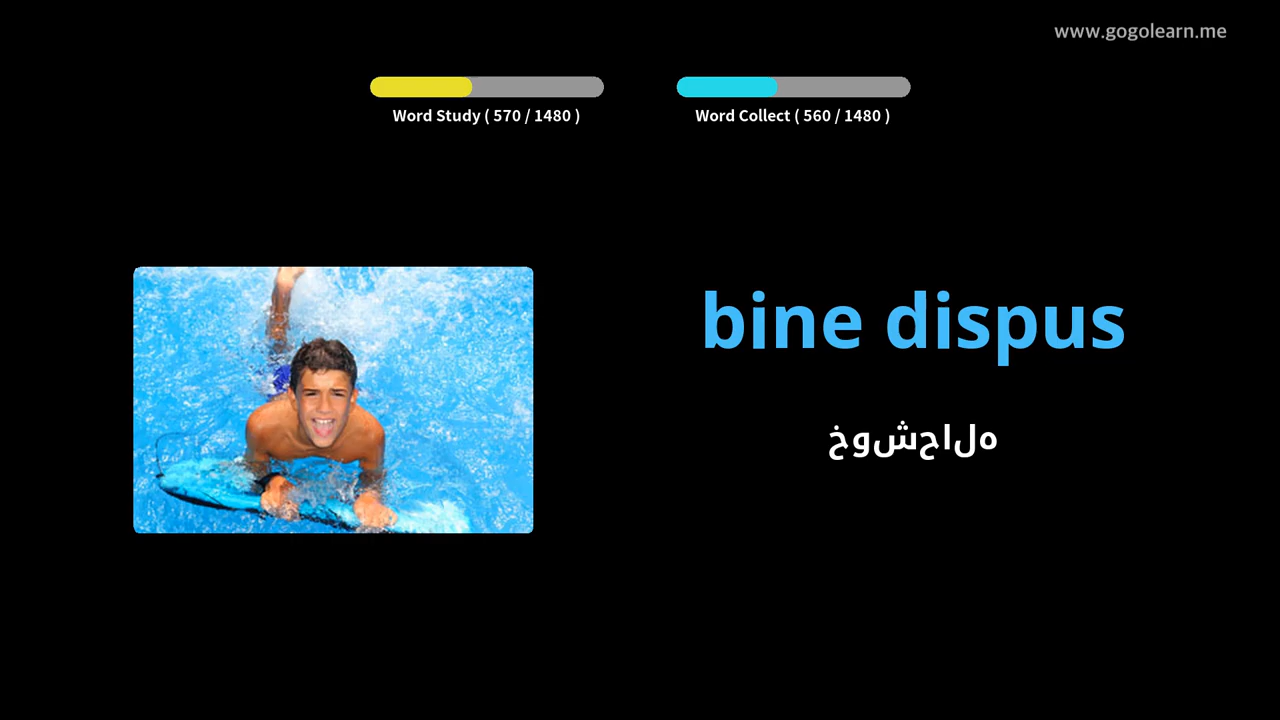 www.gogolearn.me
Word Study ( 570 / 1480 )
Word Collect ( 560 / 1480 )
bine dispus
خوشحاله